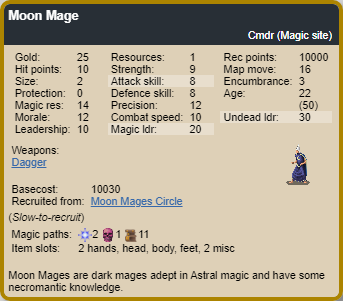 Moon Mage
Cmdr (Magic site)
Gold: 25 Resources: 1 Rec points: 10000
Hit points: 10 Strength: 9 Map move: 16
Size: 2 Attack skill: 8 Encumbrance: 3
Protection: 0 Defence skill: 8 Age: 22
Magic res: 14 Precision: 12 (50)
Morale: 12 Combat speed: 10 Undead ldr: 30
Leadership: 10 Magic ldr: 20
Weapons:
Dagger
Basecost: 10030
Recruited from: Moon Mages Circle
(Slow-to-recruit)
Magic paths: 2 1 11
Item slots: 2 hands, head, body, feet, 2 misc
Moon Mages are dark mages adept in Astral magic and have some
necromantic knowledge.